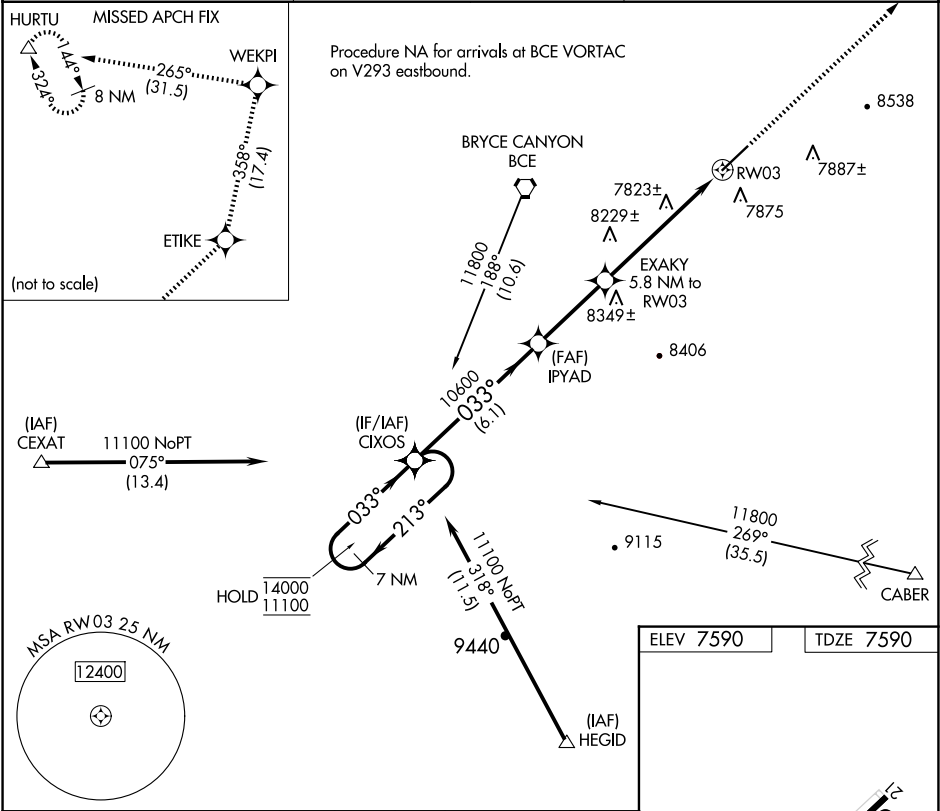 HURTU
MISSED APCH FIX
WEKPI
144°
324°
8 NM
265°
(31.5)
358°
(17.4)
ETIKE
(not to scale)
Procedure NA for arrivals at BCE VORTAC
on V293 eastbound.
8538
BRYCE CANYON
BCE
RW03
7887±
7823±
7875
8229±
11800
188°
(10.6)
EXAKY
5.8 NM to
RW03
8349±
8406
(FAF)
IPYAD
10600
033°
(6.1)
(IF/IAF)
CIXOS
(IAF)
CEXAT
11100 NoPT
075°
(13.4)
033°
213°
7 NM
HOLD
14000
11100
11100 NoPT
318°
(11.5)
11800
269°
(35.5)
9115
CABER
9440
(IAF)
HEGID
MSA RW03 25 NM
12400
ELEV 7590
TDZE 7590
21